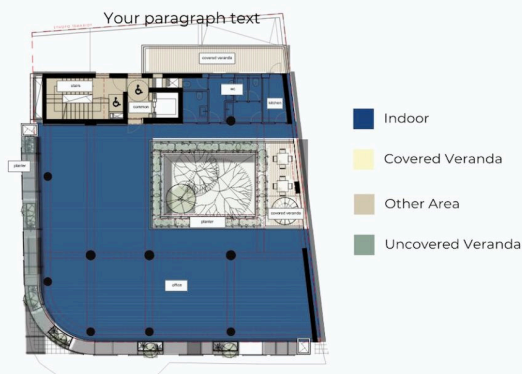 Your paragraph text
covered veranda
stairs
wc
kitchen
common
planter
covered veranda
planter
office
Indoor
Covered Veranda
Other Area
Uncovered Veranda